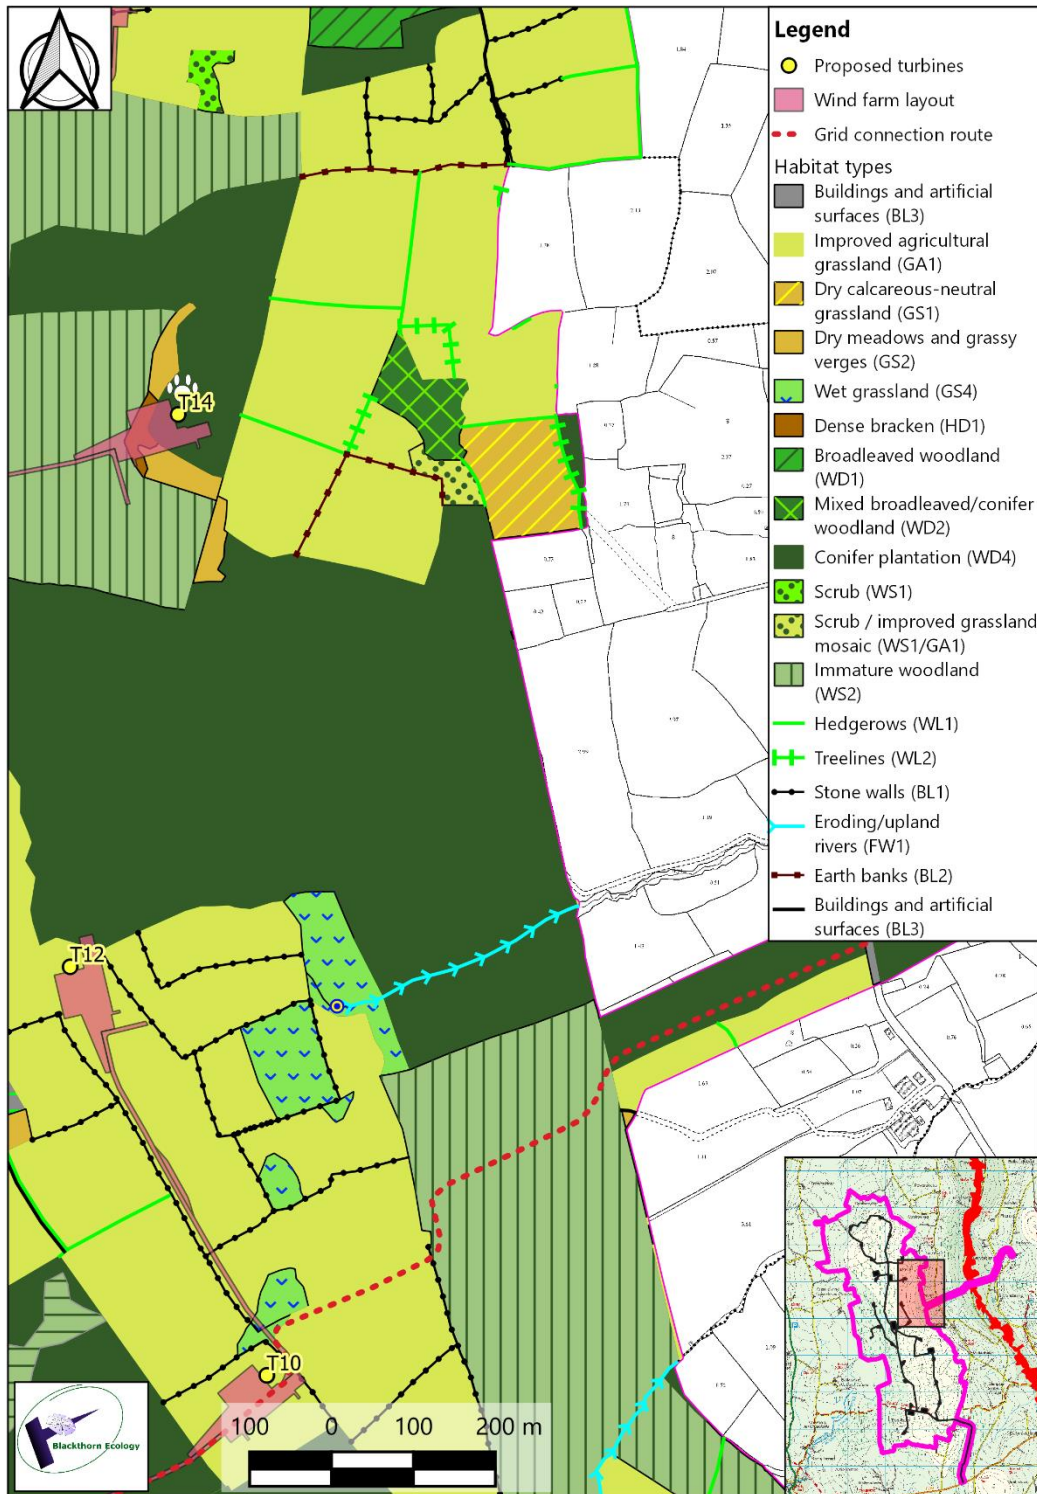 Legend
Proposed turbines
Wind farm layout
Grid connection route
Habitat types
Buildings and artificial
surfaces (BL3)
Improved agricultural
grassland (GA1)
Dry calcareous-neutral
grassland (GS1)
Dry meadows and grassy
verges (GS2)
Wet grassland (GS4)
Dense bracken (HD1)
Broadleaved woodland
(WD1)
Mixed broadleaved/conifer
woodland (WD2)
Conifer plantation (WD4)
Scrub (WS1)
Scrub / improved grassland
mosaic (WS1/GA1)
Immature woodland
(WS2)
Hedgerows (WL1)
Treelines (WL2)
Stone walls (BL1)
Eroding/upland
rivers (FW1)
Earth banks (BL2)
Buildings and artificial
surfaces (BL3)
T14
T12
T10
100 0 100 200 m
Blackthorn Ecology